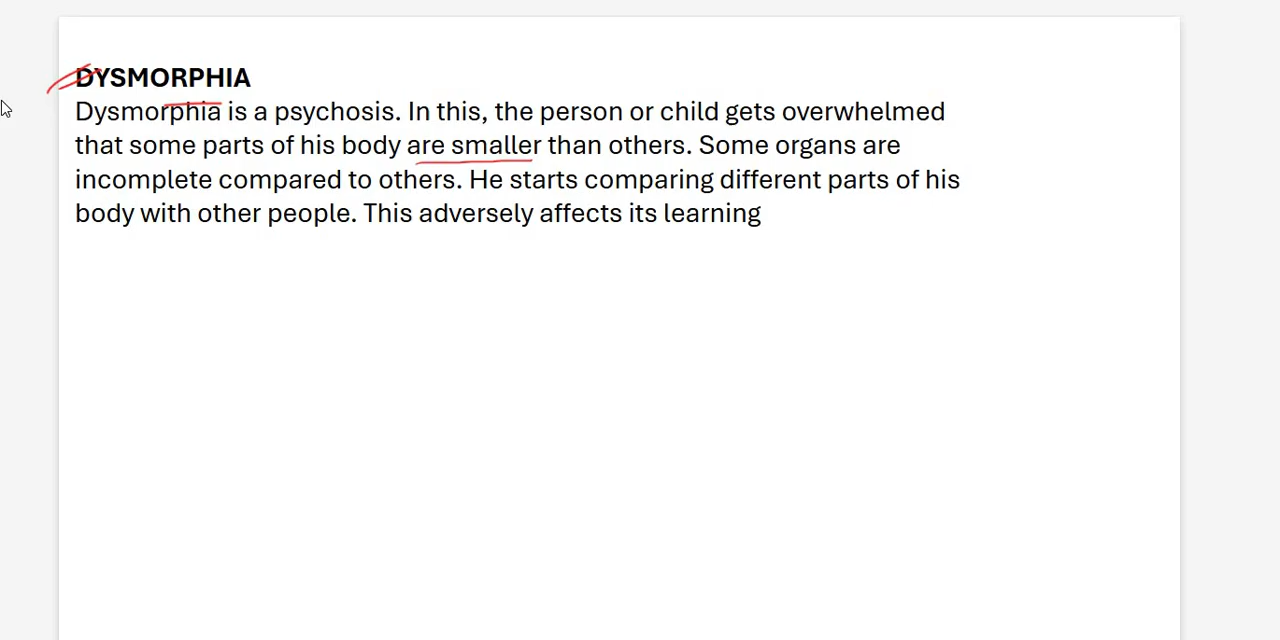 DYSMORPHIA
Dysmorphia is a psychosis. In this, the person or child gets overwhelmed
that some parts of his body are smaller than others. Some organs are
incomplete compared to others. He starts comparing different parts of his
body with other people. This adversely affects its learning